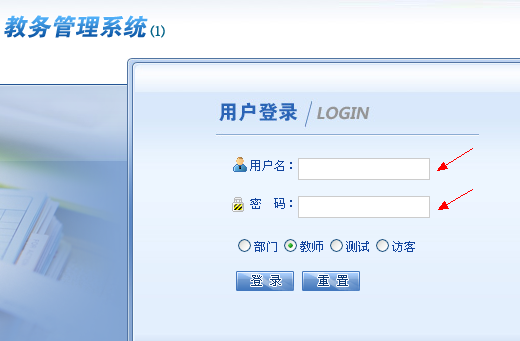 教务管理系统(1)
用户登录 / LOGIN
用户名：
密 码：
部门 教师 测试 访客
登 录 重 置